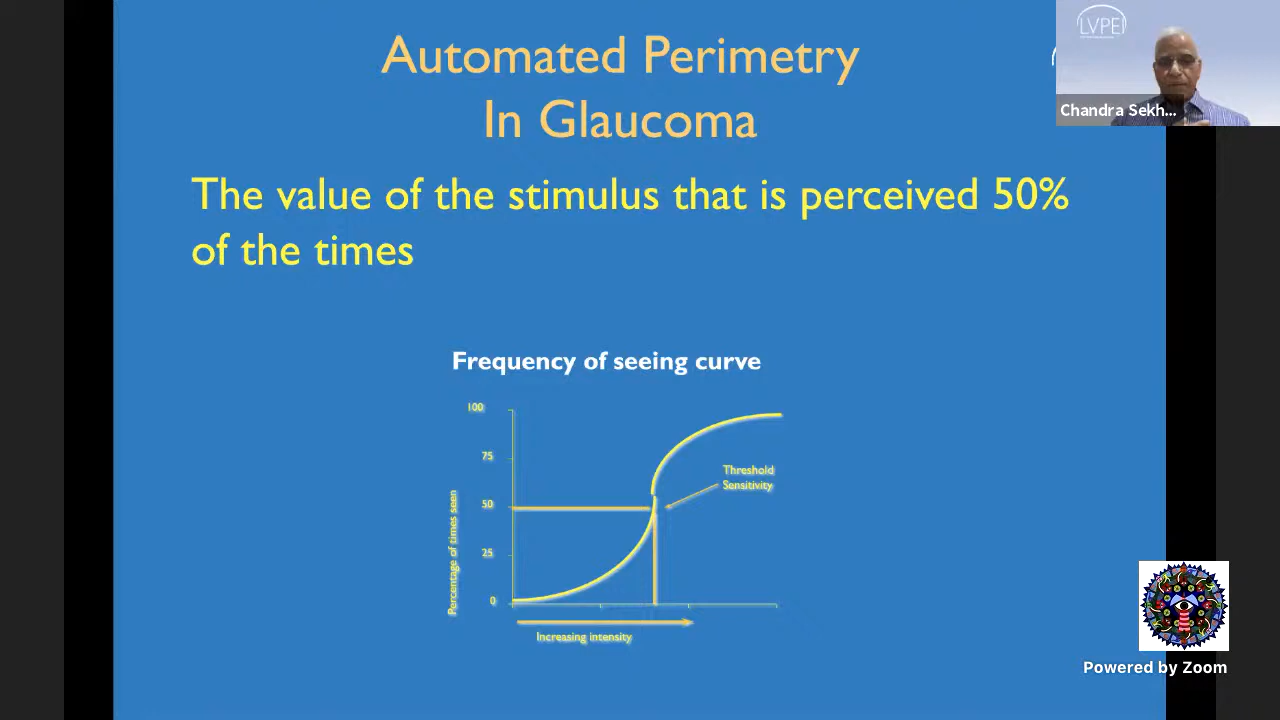 Automated Perimetry
In Glaucoma
LVPEI
Chandra Sekh...
The value of the stimulus that is perceived 50%
of the times
Frequency of seeing curve
100
75
50
25
0
Percentage of times seen
Threshold
Sensitivity
Increasing intensity
Powered by Zoom